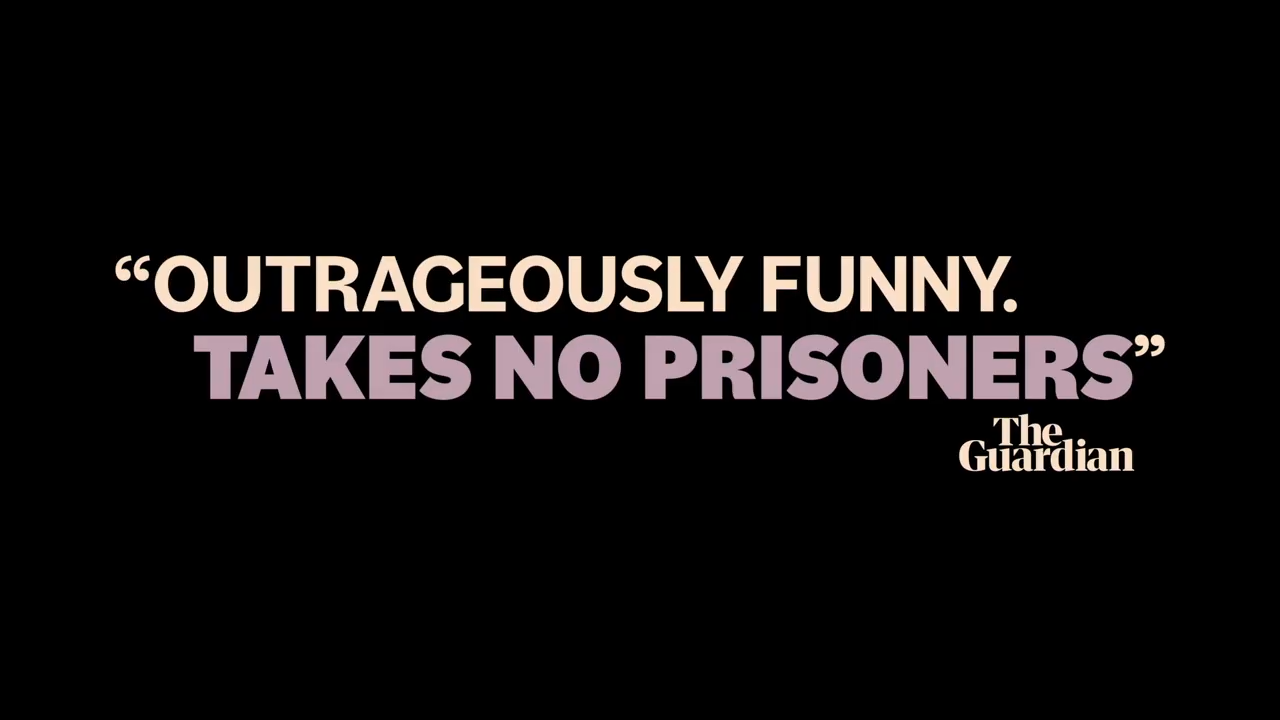 “OUTRAGEOUSLY FUNNY.
TAKES NO PRISONERS”
The
Guardian